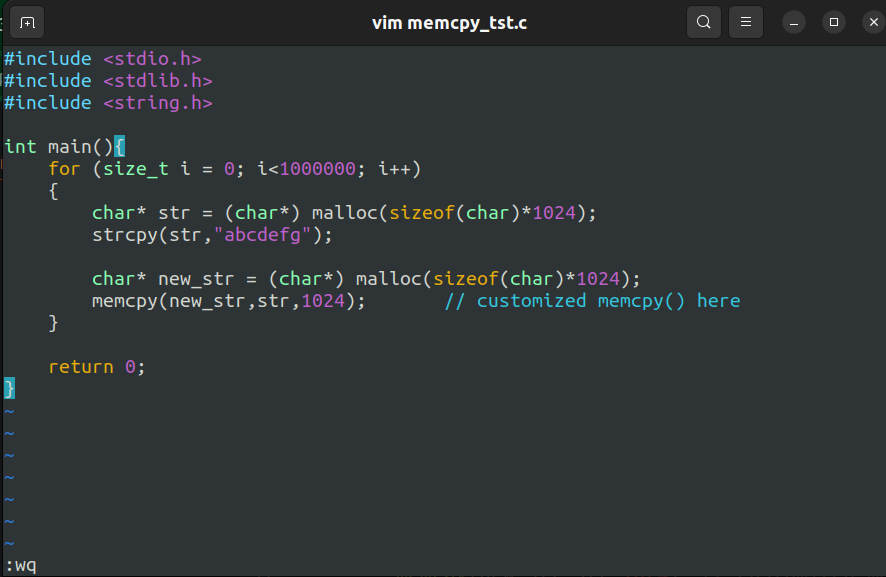 vim memcpy_tst.c
#include <stdio.h>
#include <stdlib.h>
#include <string.h>

int main(){
    for (size_t i = 0; i<1000000; i++)
    {
        char* str = (char*) malloc(sizeof(char)*1024);
        strcpy(str,"abcdefg");

        char* new_str = (char*) malloc(sizeof(char)*1024);
        memcpy(new_str,str,1024);       // customized memcpy() here
    }

    return 0;
}
~
~
~
~
~
~
~
:wq